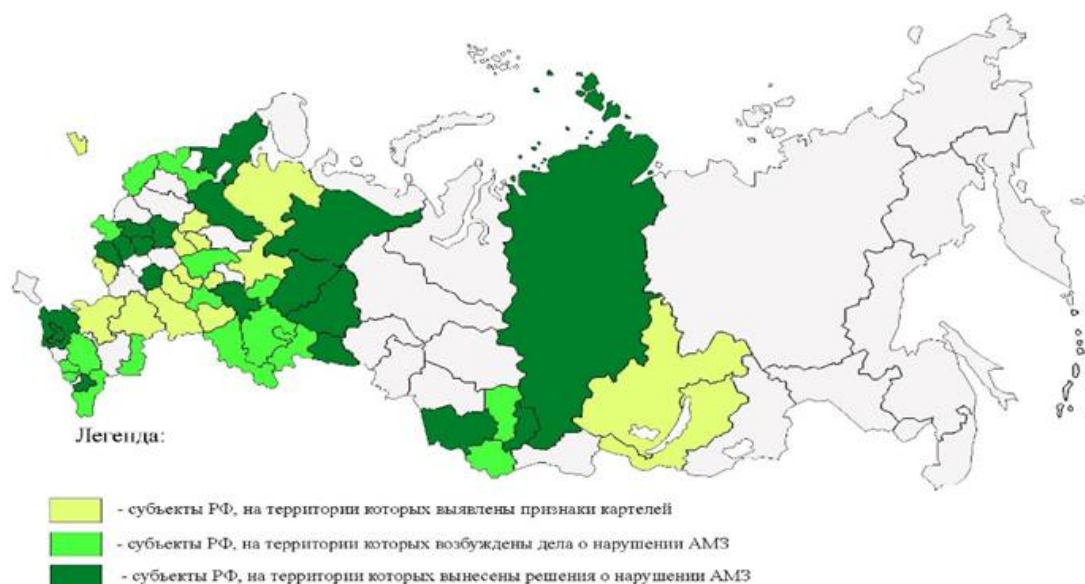 Легенда:
- субъекты РФ, на территории которых выявлены признаки картелей
- субъекты РФ, на территории которых возбуждены дела о нарушении АМЗ
- субъекты РФ, на территории которых вынесены решения о нарушении АМЗ